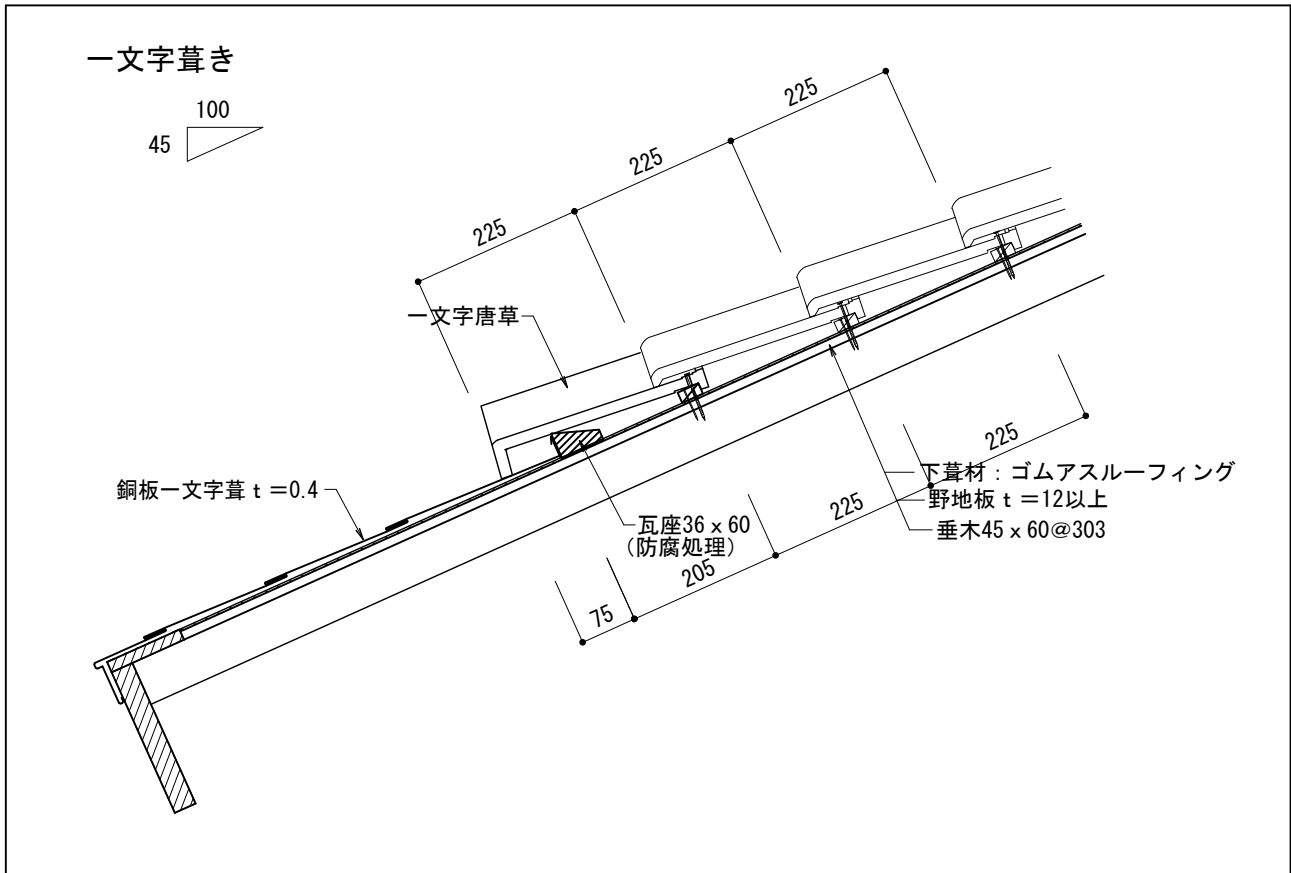 一文字葺き
100
45
225
225
225
一文字唐草
銅板一文字葺 t =0.4
瓦座36 x 60
(防腐処理)
下葺材：ゴムアスルーフィング
野地板 t =12以上
垂木45 x 60@303
75
205
225
225